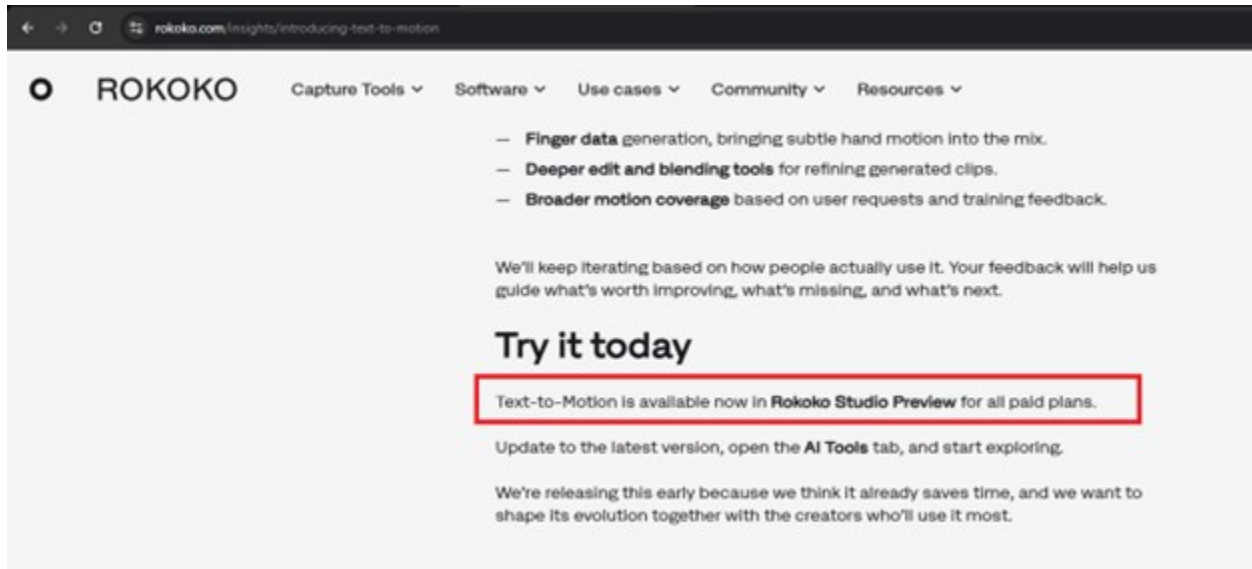 rokoko.com/insights/introducing-text-to-motion
ROKOKO Capture Tools Software Use cases Community Resources
— Finger data generation, bringing subtle hand motion into the mix.
— Deeper edit and blending tools for refining generated clips.
— Broader motion coverage based on user requests and training feedback.
We'll keep iterating based on how people actually use it. Your feedback will help us
guide what's worth improving, what's missing, and what's next.
Try it today
Text-to-Motion is available now in Rokoko Studio Preview for all paid plans.
Update to the latest version, open the AI Tools tab, and start exploring.
We're releasing this early because we think it already saves time, and we want to
shape its evolution together with the creators who'll use it most.